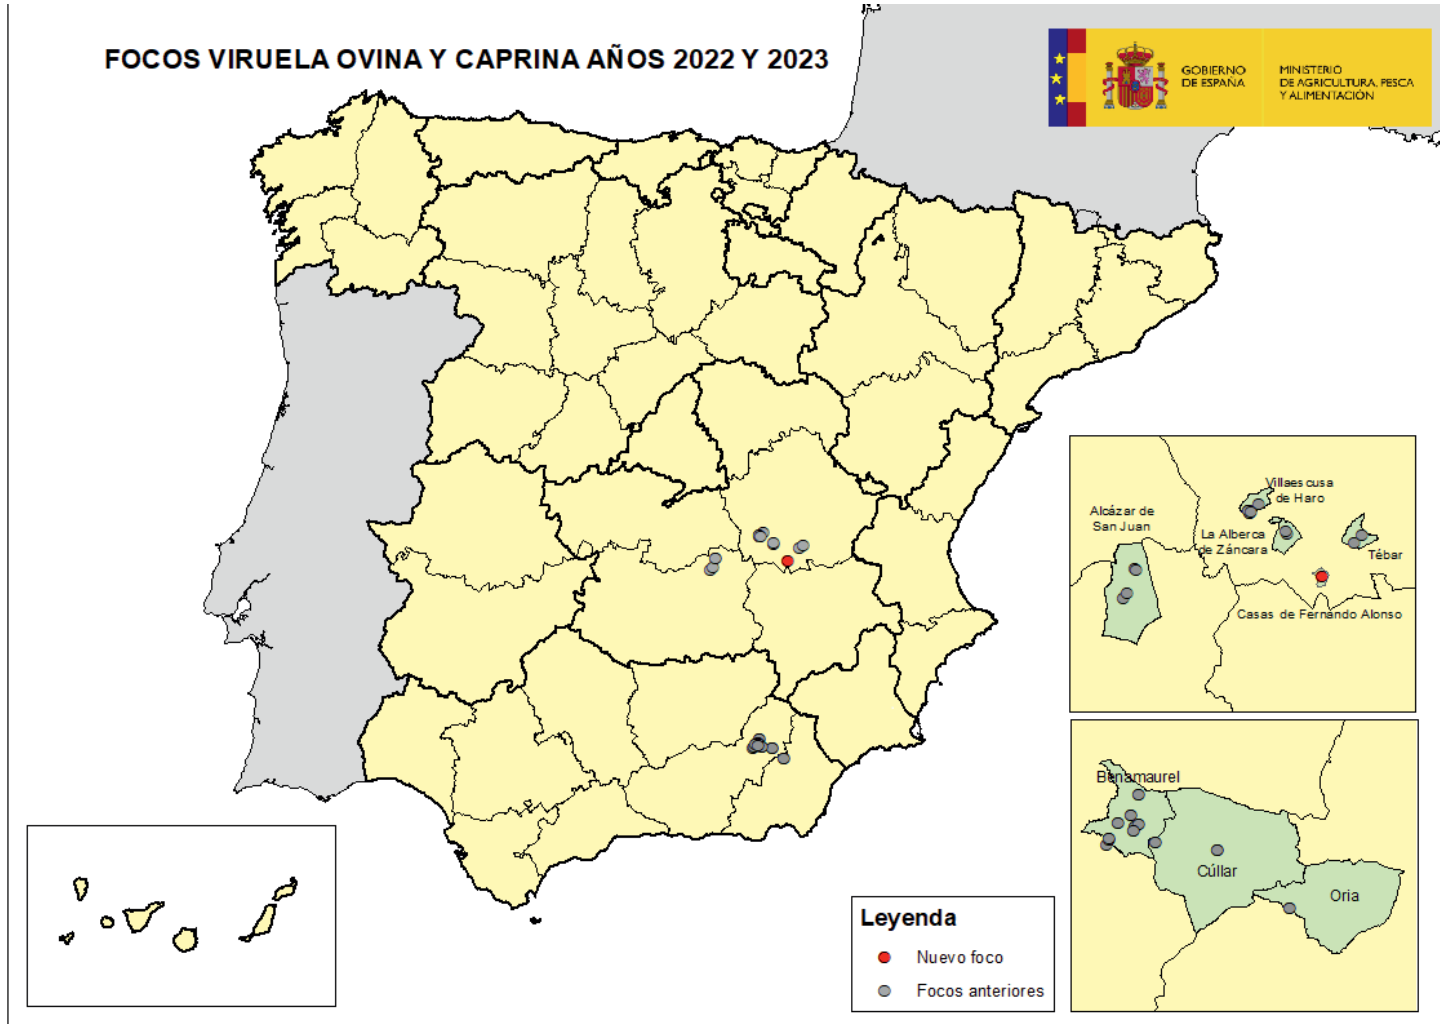 FOCOS VIRUELA OVINA Y CAPRINA AÑOS 2022 Y 2023
GOBIERNO
DE ESPAÑA
MINISTERIO
DE AGRICULTURA, PESCA
Y ALIMENTACIÓN
Villaescusa
de Haro
Alcázar de
San Juan
La Alberca
de Záncara
Tébar
Casas de Fernando Alonso
Benamaurel
Cúllar
Oria
Leyenda
Nuevo foco
Focos anteriores